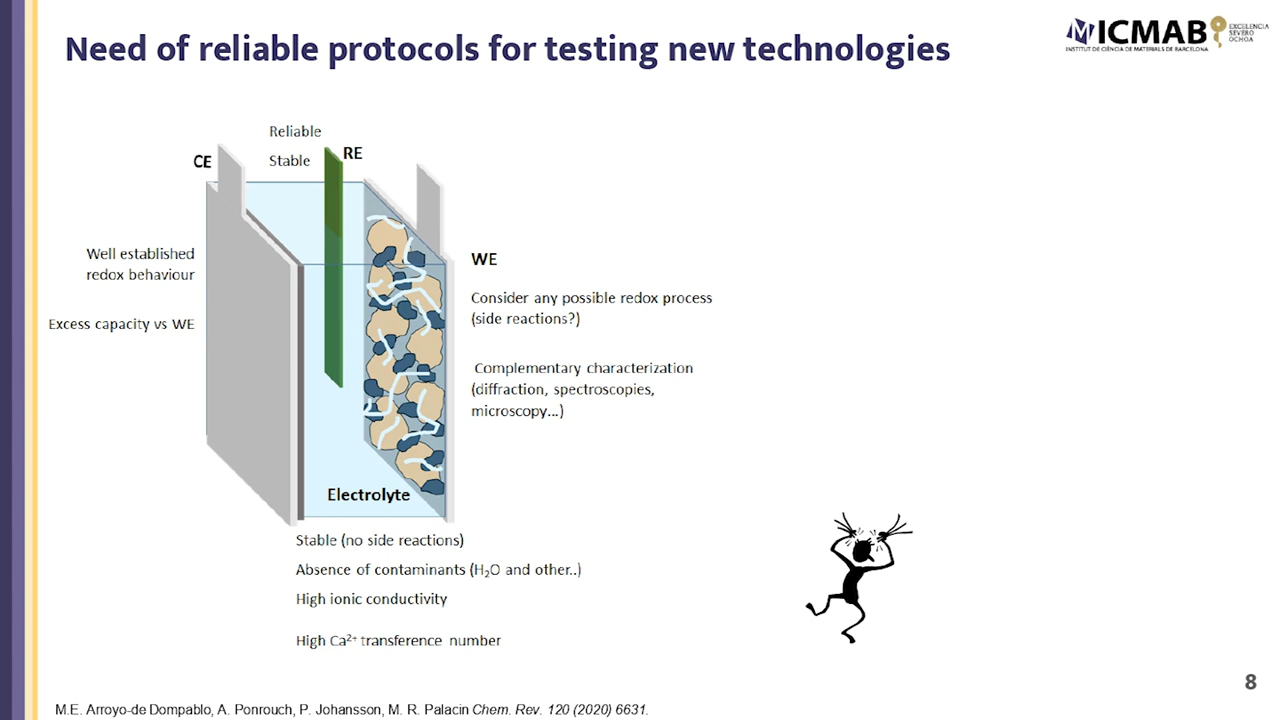 Need of reliable protocols for testing new technologies
ICMAB
INSTITUT DE CIÈNCIA DE MATERIALS DE BARCELONA
EXCELENCIA
SEVERO
OCHOA
Reliable
Stable
CE
RE
Well established
redox behaviour
Excess capacity vs WE
WE
Consider any possible redox process
(side reactions?)
Complementary characterization
(diffraction, spectroscopies,
microscopy...)
Electrolyte
Stable (no side reactions)
Absence of contaminants (H₂O and other..)
High ionic conductivity
High Ca²⁺ transference number
8
M.E. Arroyo-de Dompablo, A. Ponrouch, P. Johansson, M. R. Palacin Chem. Rev. 120 (2020) 6631.